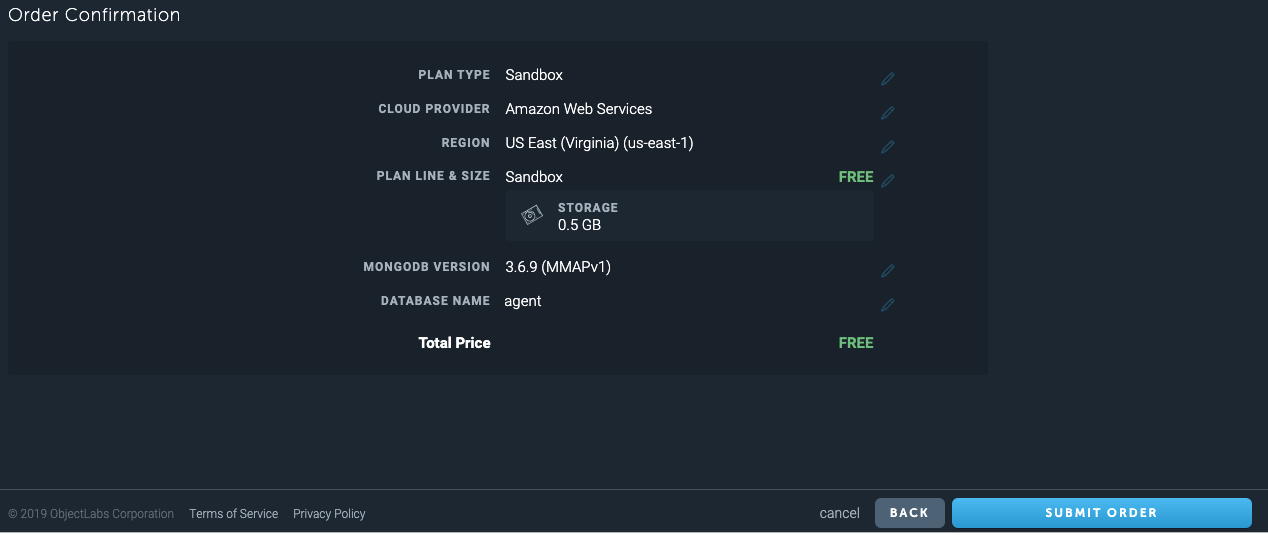 Order Confirmation
PLAN TYPE Sandbox
CLOUD PROVIDER Amazon Web Services
REGION US East (Virginia) (us-east-1)
PLAN LINE & SIZE Sandbox FREE
STORAGE
0.5 GB
MONGODB VERSION 3.6.9 (MMAPv1)
DATABASE NAME agent
Total Price FREE
© 2019 ObjectLabs Corporation Terms of Service Privacy Policy cancel BACK SUBMIT ORDER